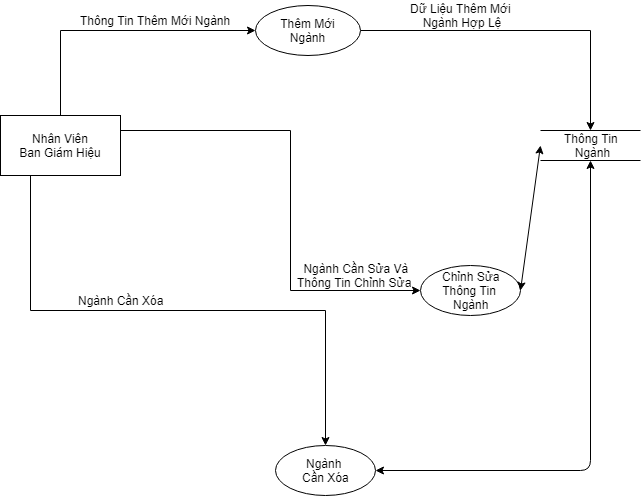 Thông Tin Thêm Mới Ngành
Thêm Mới
Ngành
Dữ Liệu Thêm Mới
Ngành Hợp Lệ
Nhân Viên
Ban Giám Hiệu
Thông Tin
Ngành
Ngành Cần Sửa Và
Thông Tin Chỉnh Sửa
Chỉnh Sửa
Thông Tin
Ngành
Ngành Cần Xóa
Ngành
Cần Xóa